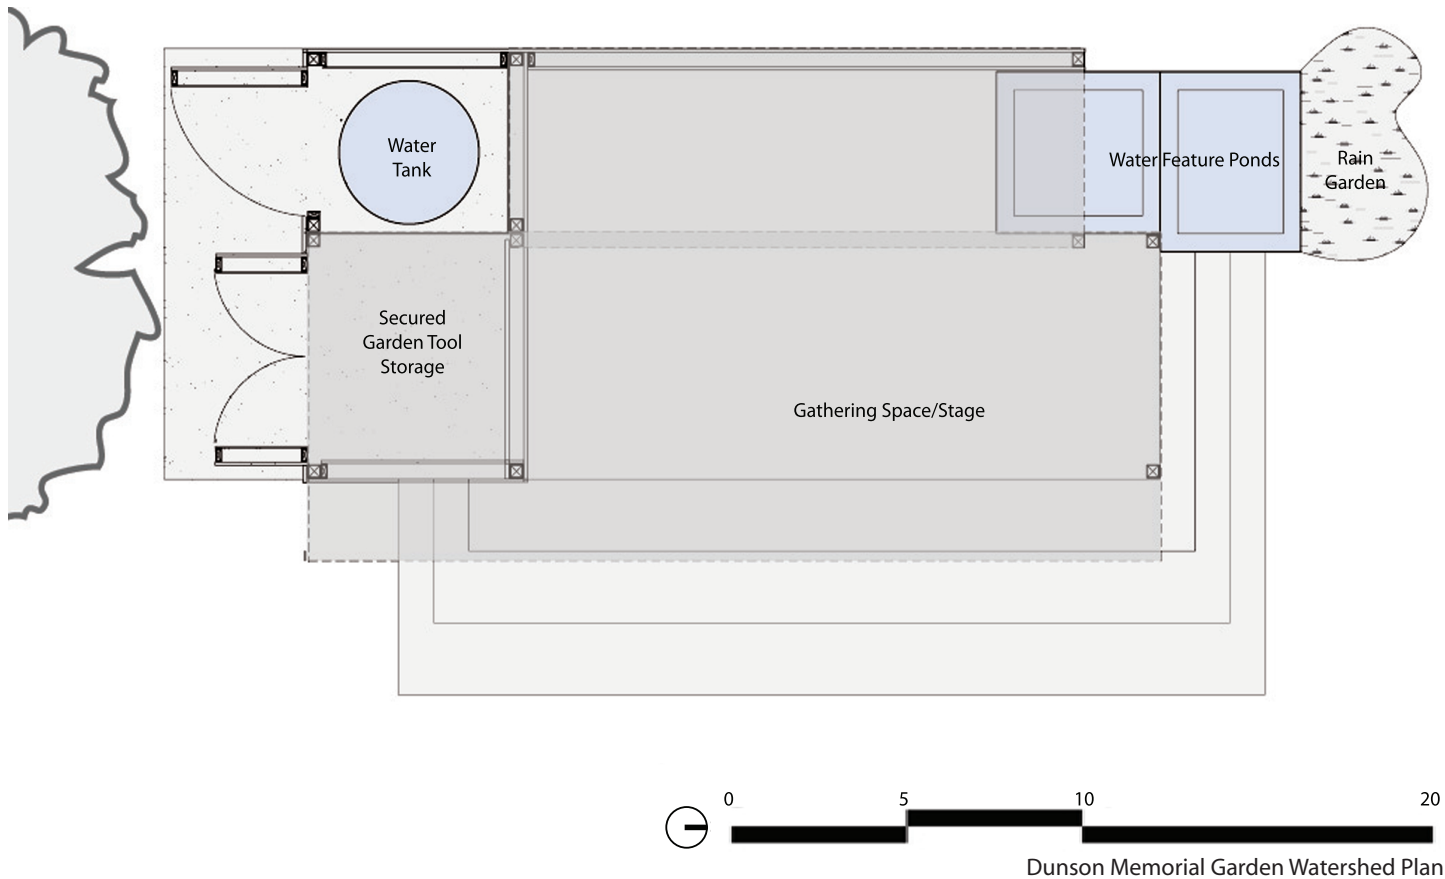 Water
Tank
Water Feature Ponds
Rain
Garden
Secured
Garden Tool
Storage
Gathering Space/Stage
0
5
10
20
Dunson Memorial Garden Watershed Plan